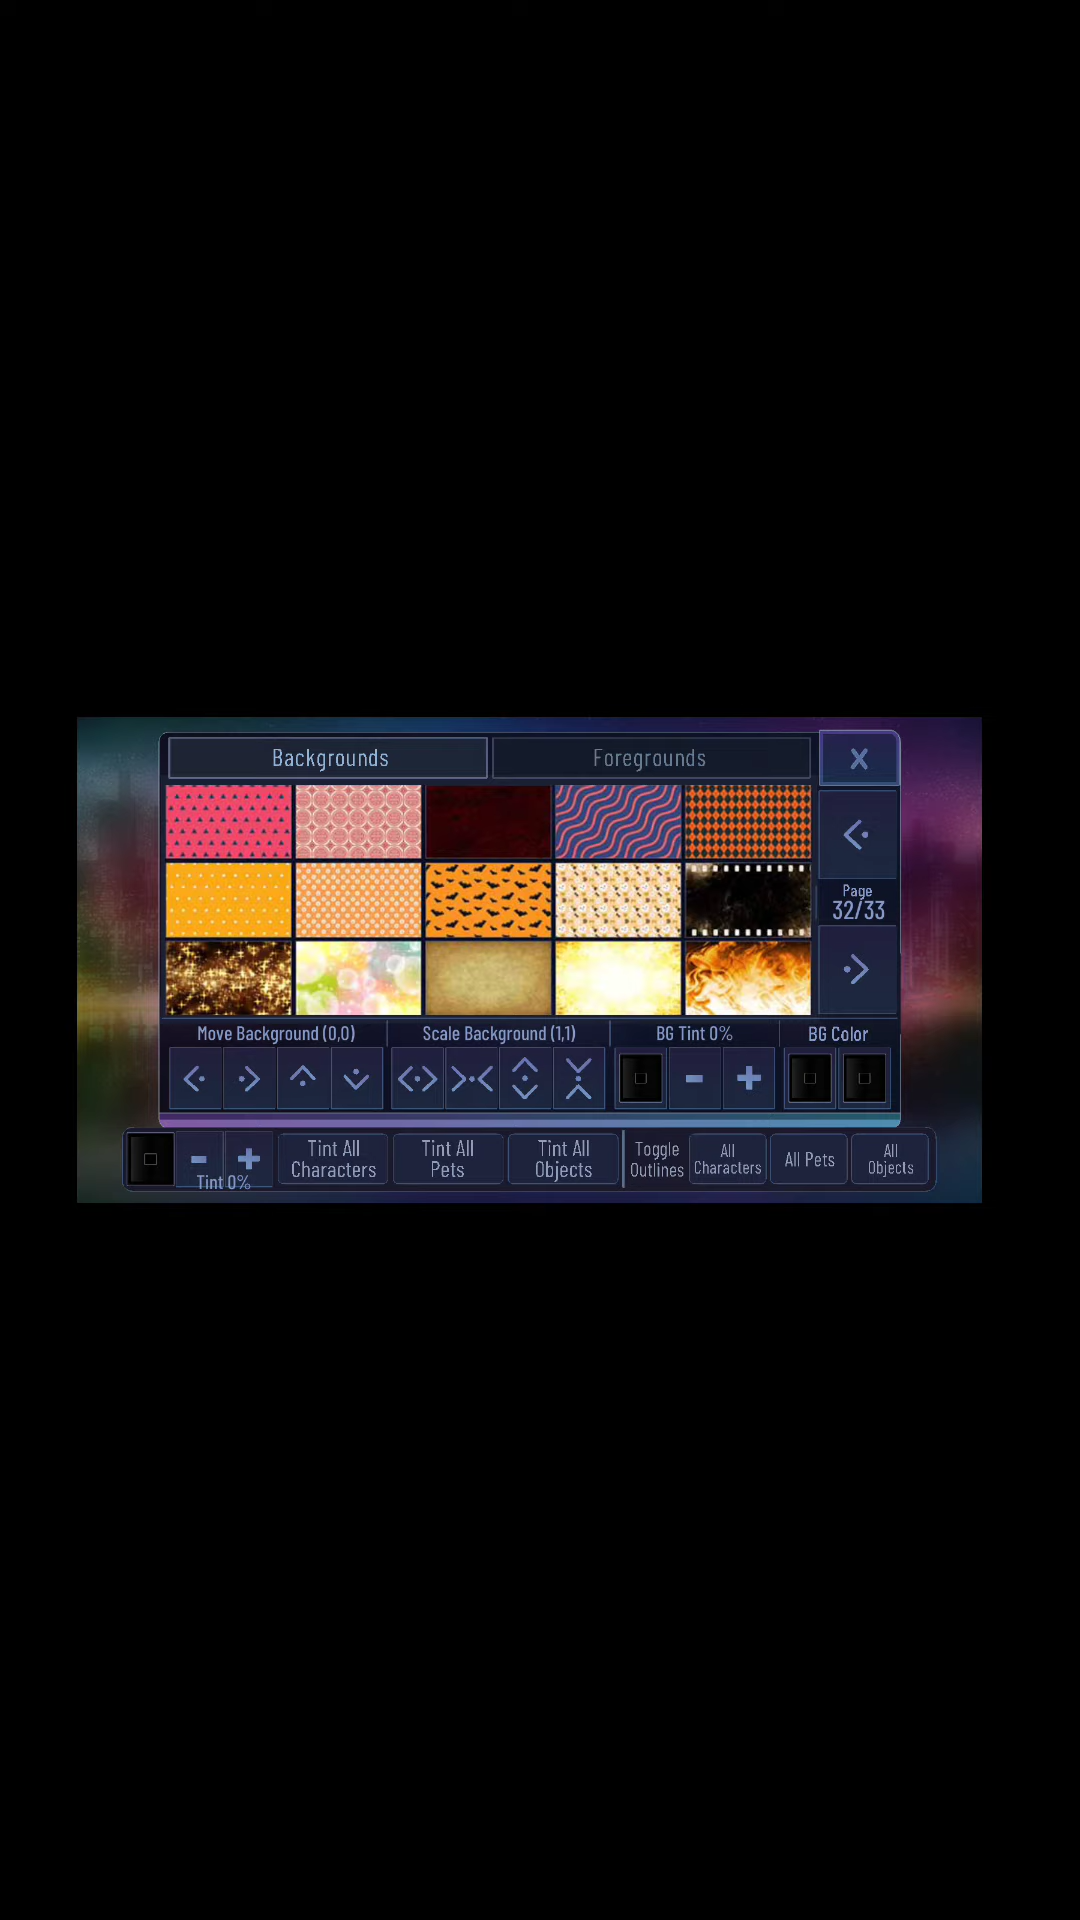 Backgrounds
Foregrounds
X
Page
32/33
Move Background (0,0)
Scale Background (1,1)
BG Tint 0%
BG Color
Tint 0%
Tint All
Characters
Tint All
Pets
Tint All
Objects
Toggle
Outlines
All
Characters
All Pets
All
Objects